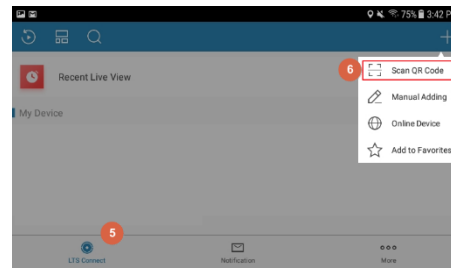 75% 3:42 P
Recent Live View
My Device
6
Scan QR Code
Manual Adding
Online Device
Add to Favorites
5
LTS Connect
Notification
More